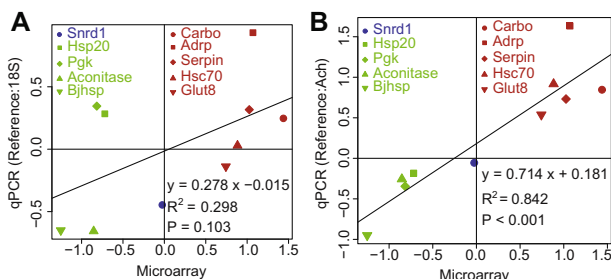 A
Snrd1
Hsp20
Pgk
Aconitase
Bjhsp
Carbo
Adrp
Serpin
Hsc70
Glut8
qPCR (Reference:18S)
0.5
0.0
−0.5
y = 0.278 x −0.015
R² = 0.298
P = 0.103
−1.0
−0.5
0.0
0.5
1.0
1.5
Microarray
B
Snrd1
Hsp20
Pgk
Aconitase
Bjhsp
Carbo
Adrp
Serpin
Hsc70
Glut8
qPCR (Reference:Ach)
1.5
1.0
0.5
0.0
−0.5
−1.0
y = 0.714 x + 0.181
R² = 0.842
P < 0.001
−1.0
−0.5
0.0
0.5
1.0
1.5
Microarray